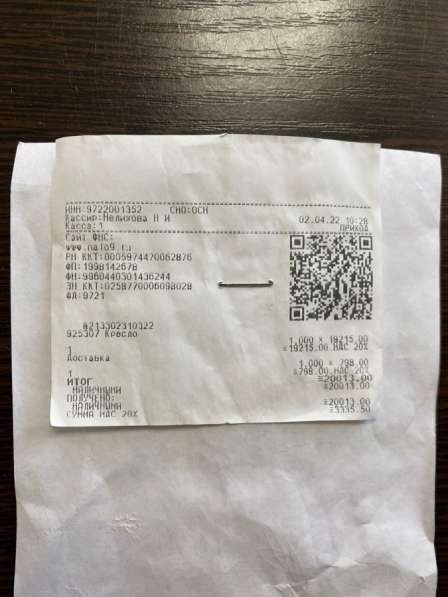 ИНН:9722001352 СНО:ОСН
Кассир:Мелихова Н И 02.04.22 10:28
Касса:1 ПРИХОД
Сайт ФНС:
www.nalog.ru
РН ККТ:0005974470062876
ФП:1998142678
ФН:9960440301436244
ЗН ККТ:0258770006098028
ФД:9721
8213302310322
925307 Кресло
1.000 × 19215.00
1 =19215.00 НДС 20%
Доставка
1.000 × 798.00
1 =798.00 НДС 20%
ИТОГ =20013.00
НАЛИЧНЫМИ =20013.00
ПОЛУЧЕНО:
НАЛИЧНЫМИ =20013.00
СУММА НДС 20% =3335.50